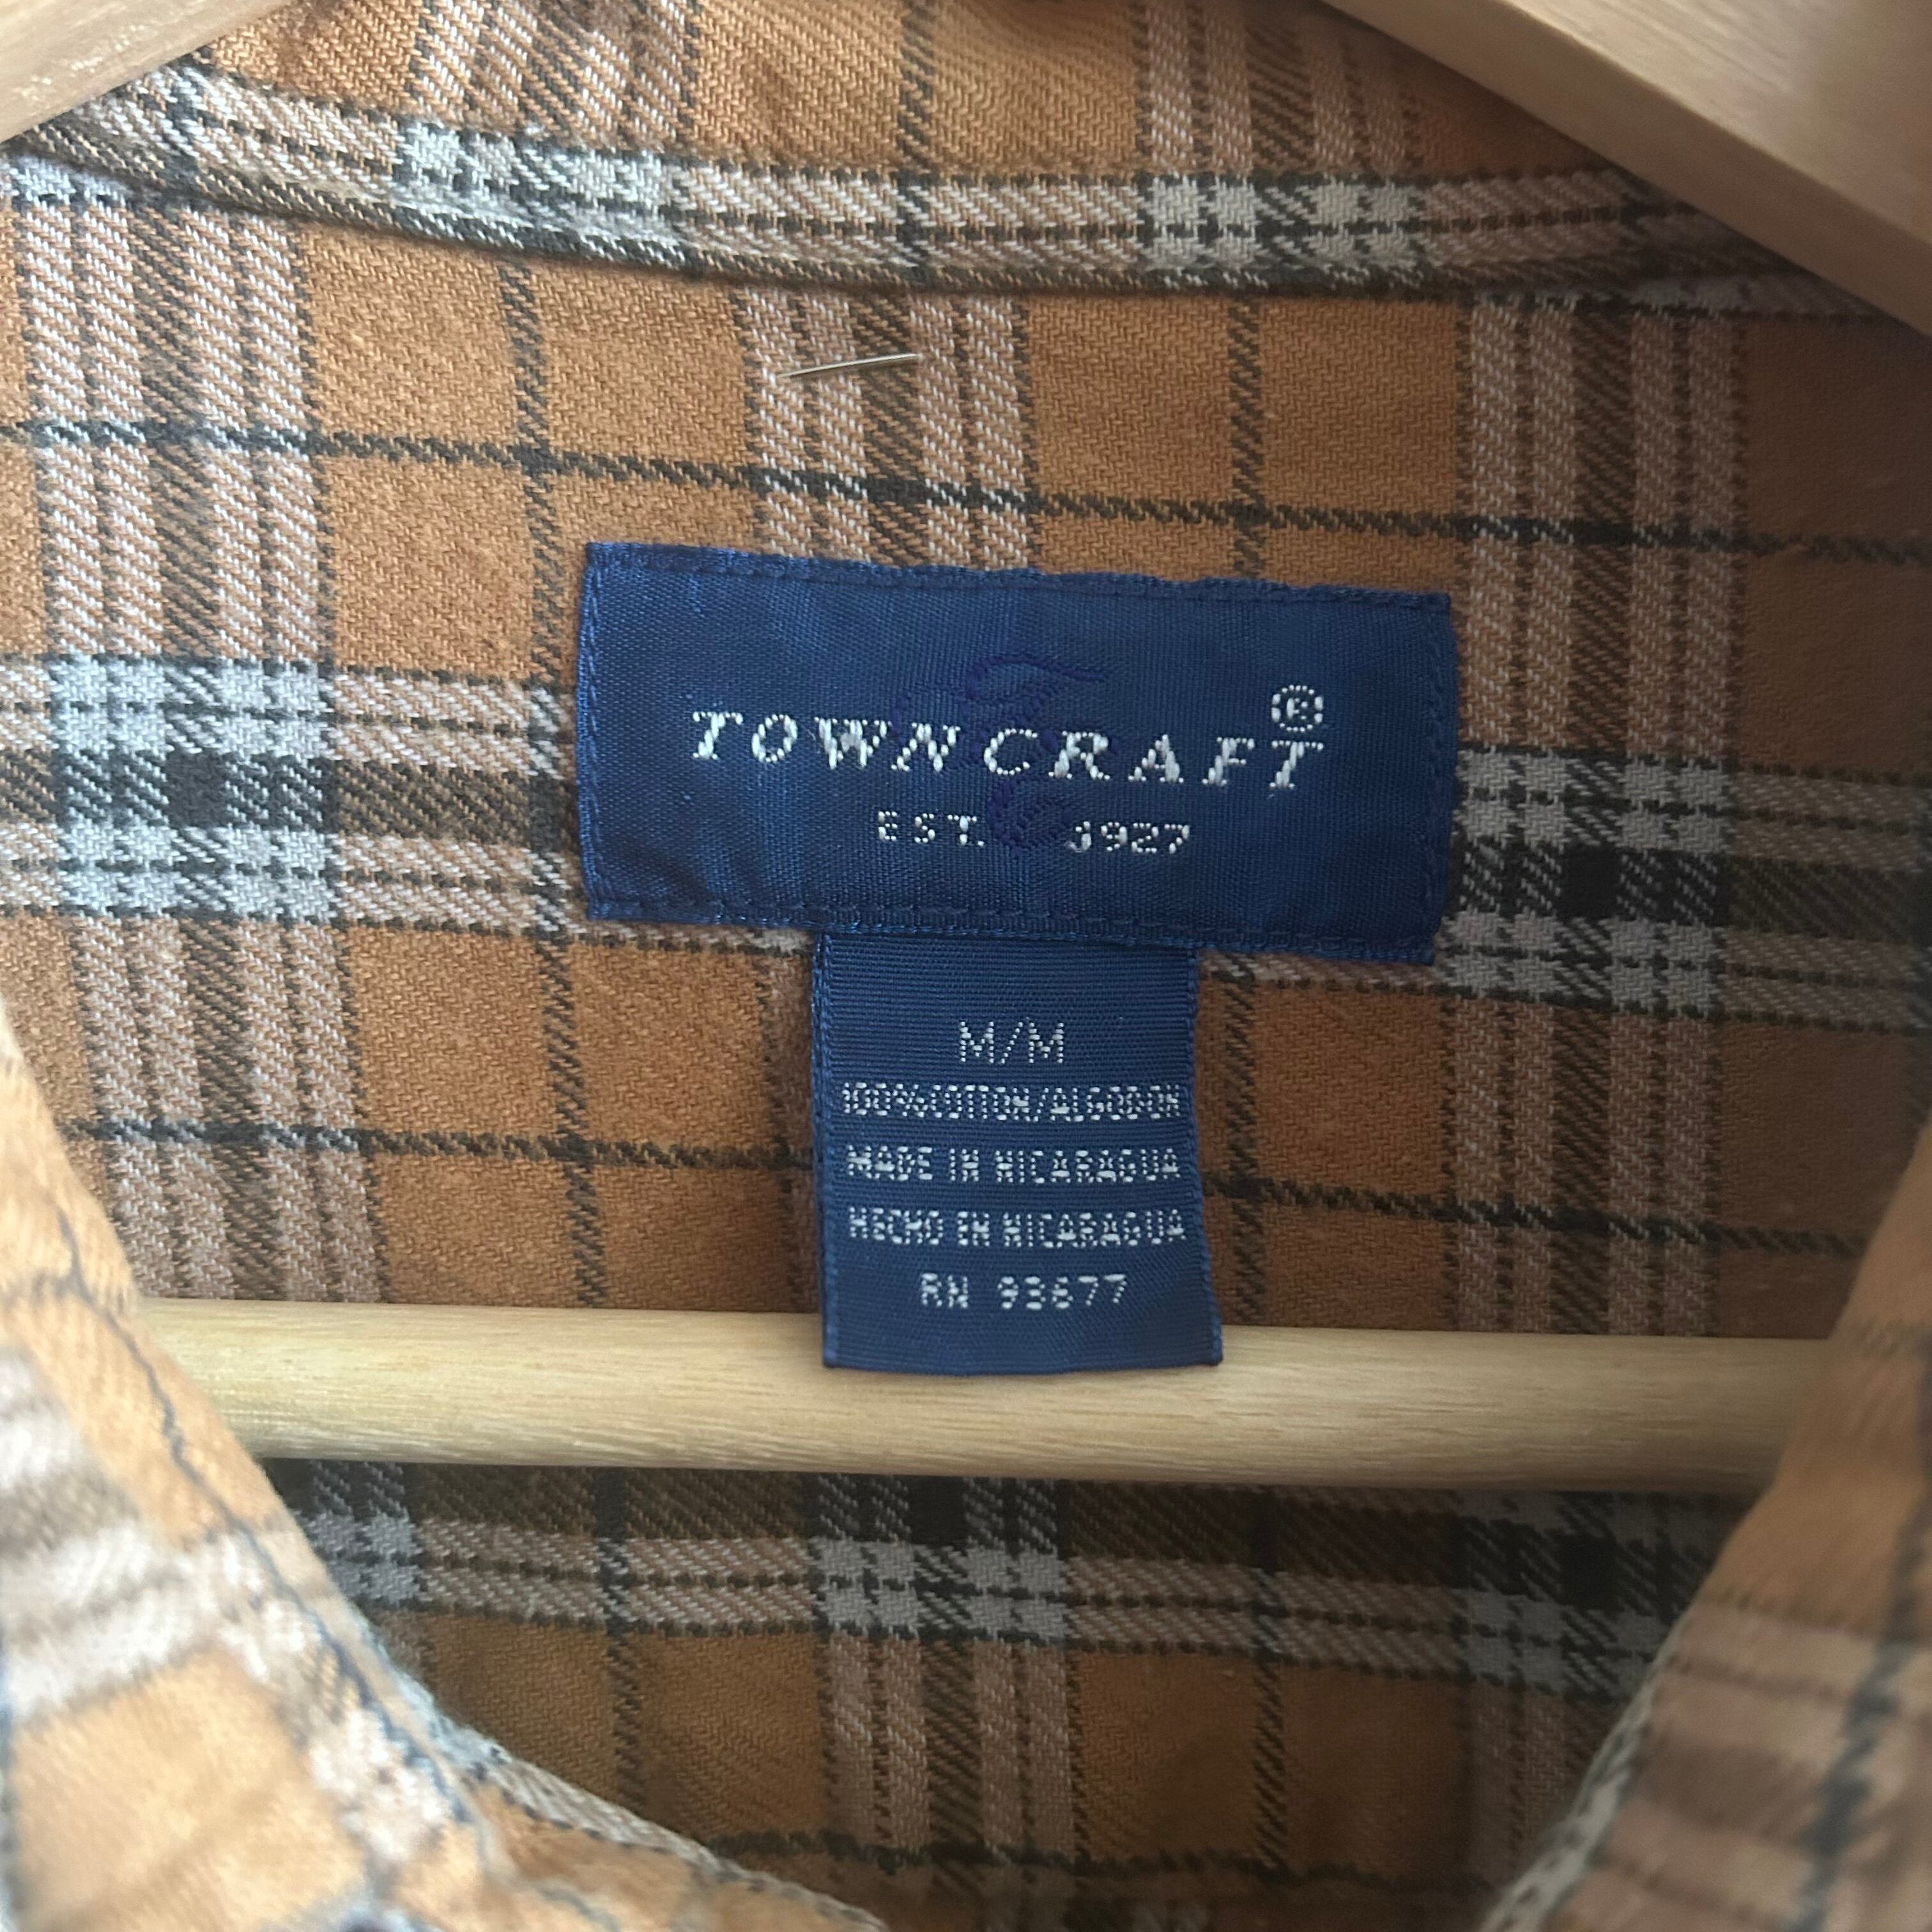 TOWNCRAFT®
EST. 1927
M/M
100% COTTON/ALGODON
MADE IN NICARAGUA
HECHO EN NICARAGUA
RN 93677